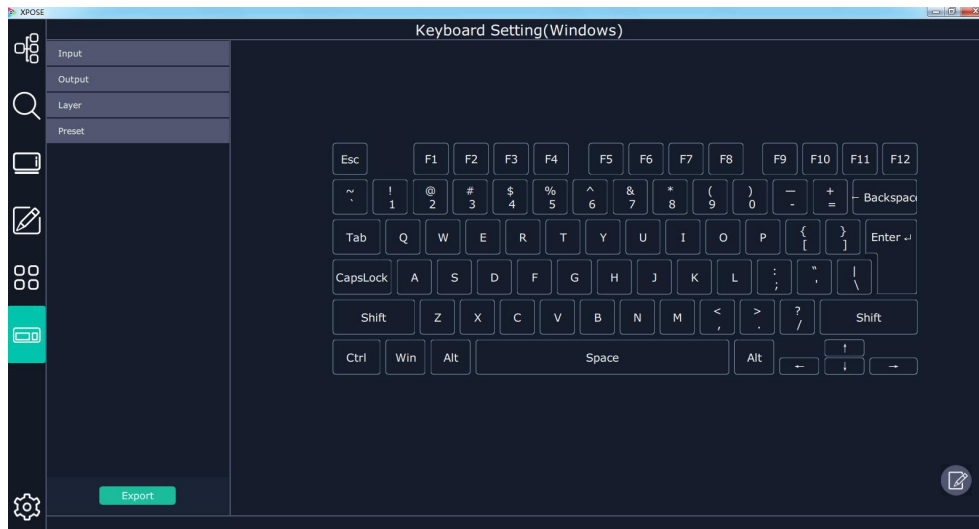 XPOSE
Keyboard Setting(Windows)
Input
Output
Layer
Preset
Esc F1 F2 F3 F4 F5 F6 F7 F8 F9 F10 F11 F12
~ ! @ # $ % ^ & * ( ) — +
` 1 2 3 4 5 6 7 8 9 0 - = ← Backspac
Tab Q W E R T Y U I O P { } Enter ↵
[ ]
CapsLock A S D F G H J K L : " |
; ' \
Shift Z X C V B N M < > ? Shift
, . /
Ctrl Win Alt Space Alt ↑
← ↓ →
Export